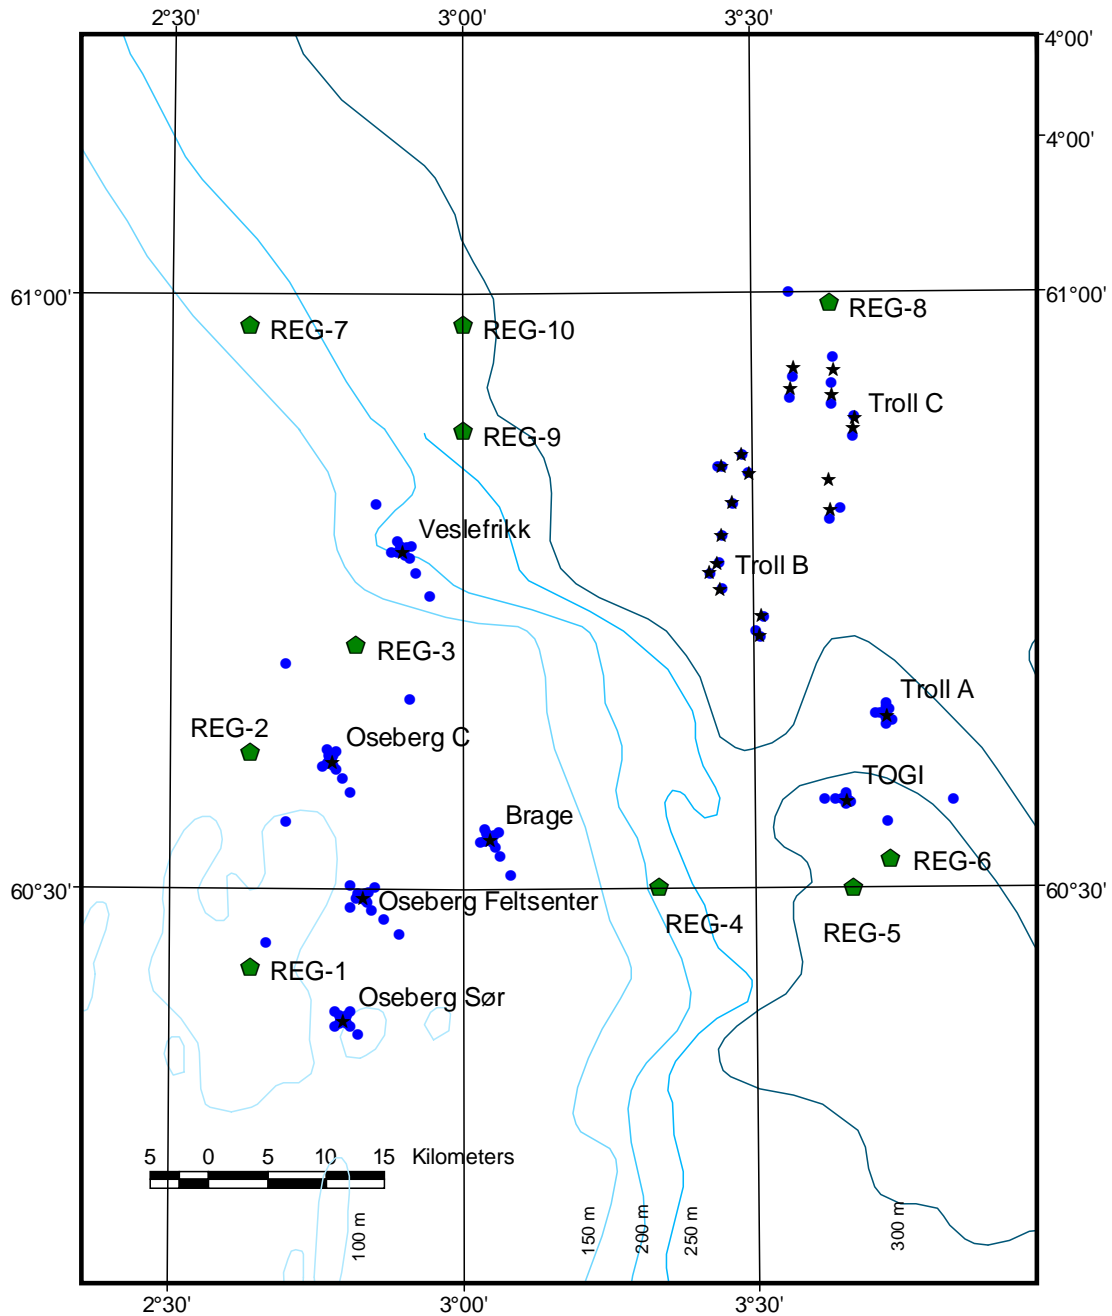 2°30'
3°00'
3°30'
4°00'
4°00'
61°00'
61°00'
REG-8
REG-7
REG-10
Troll C
REG-9
Veslefrikk
Troll B
REG-3
Troll A
REG-2
Oseberg C
TOGI
Brage
REG-6
60°30'
60°30'
Oseberg Feltsenter
REG-4
REG-5
REG-1
Oseberg Sør
5 0 5 10 15 Kilometers
100 m
150 m
200 m
250 m
300 m
2°30'
3°00'
3°30'